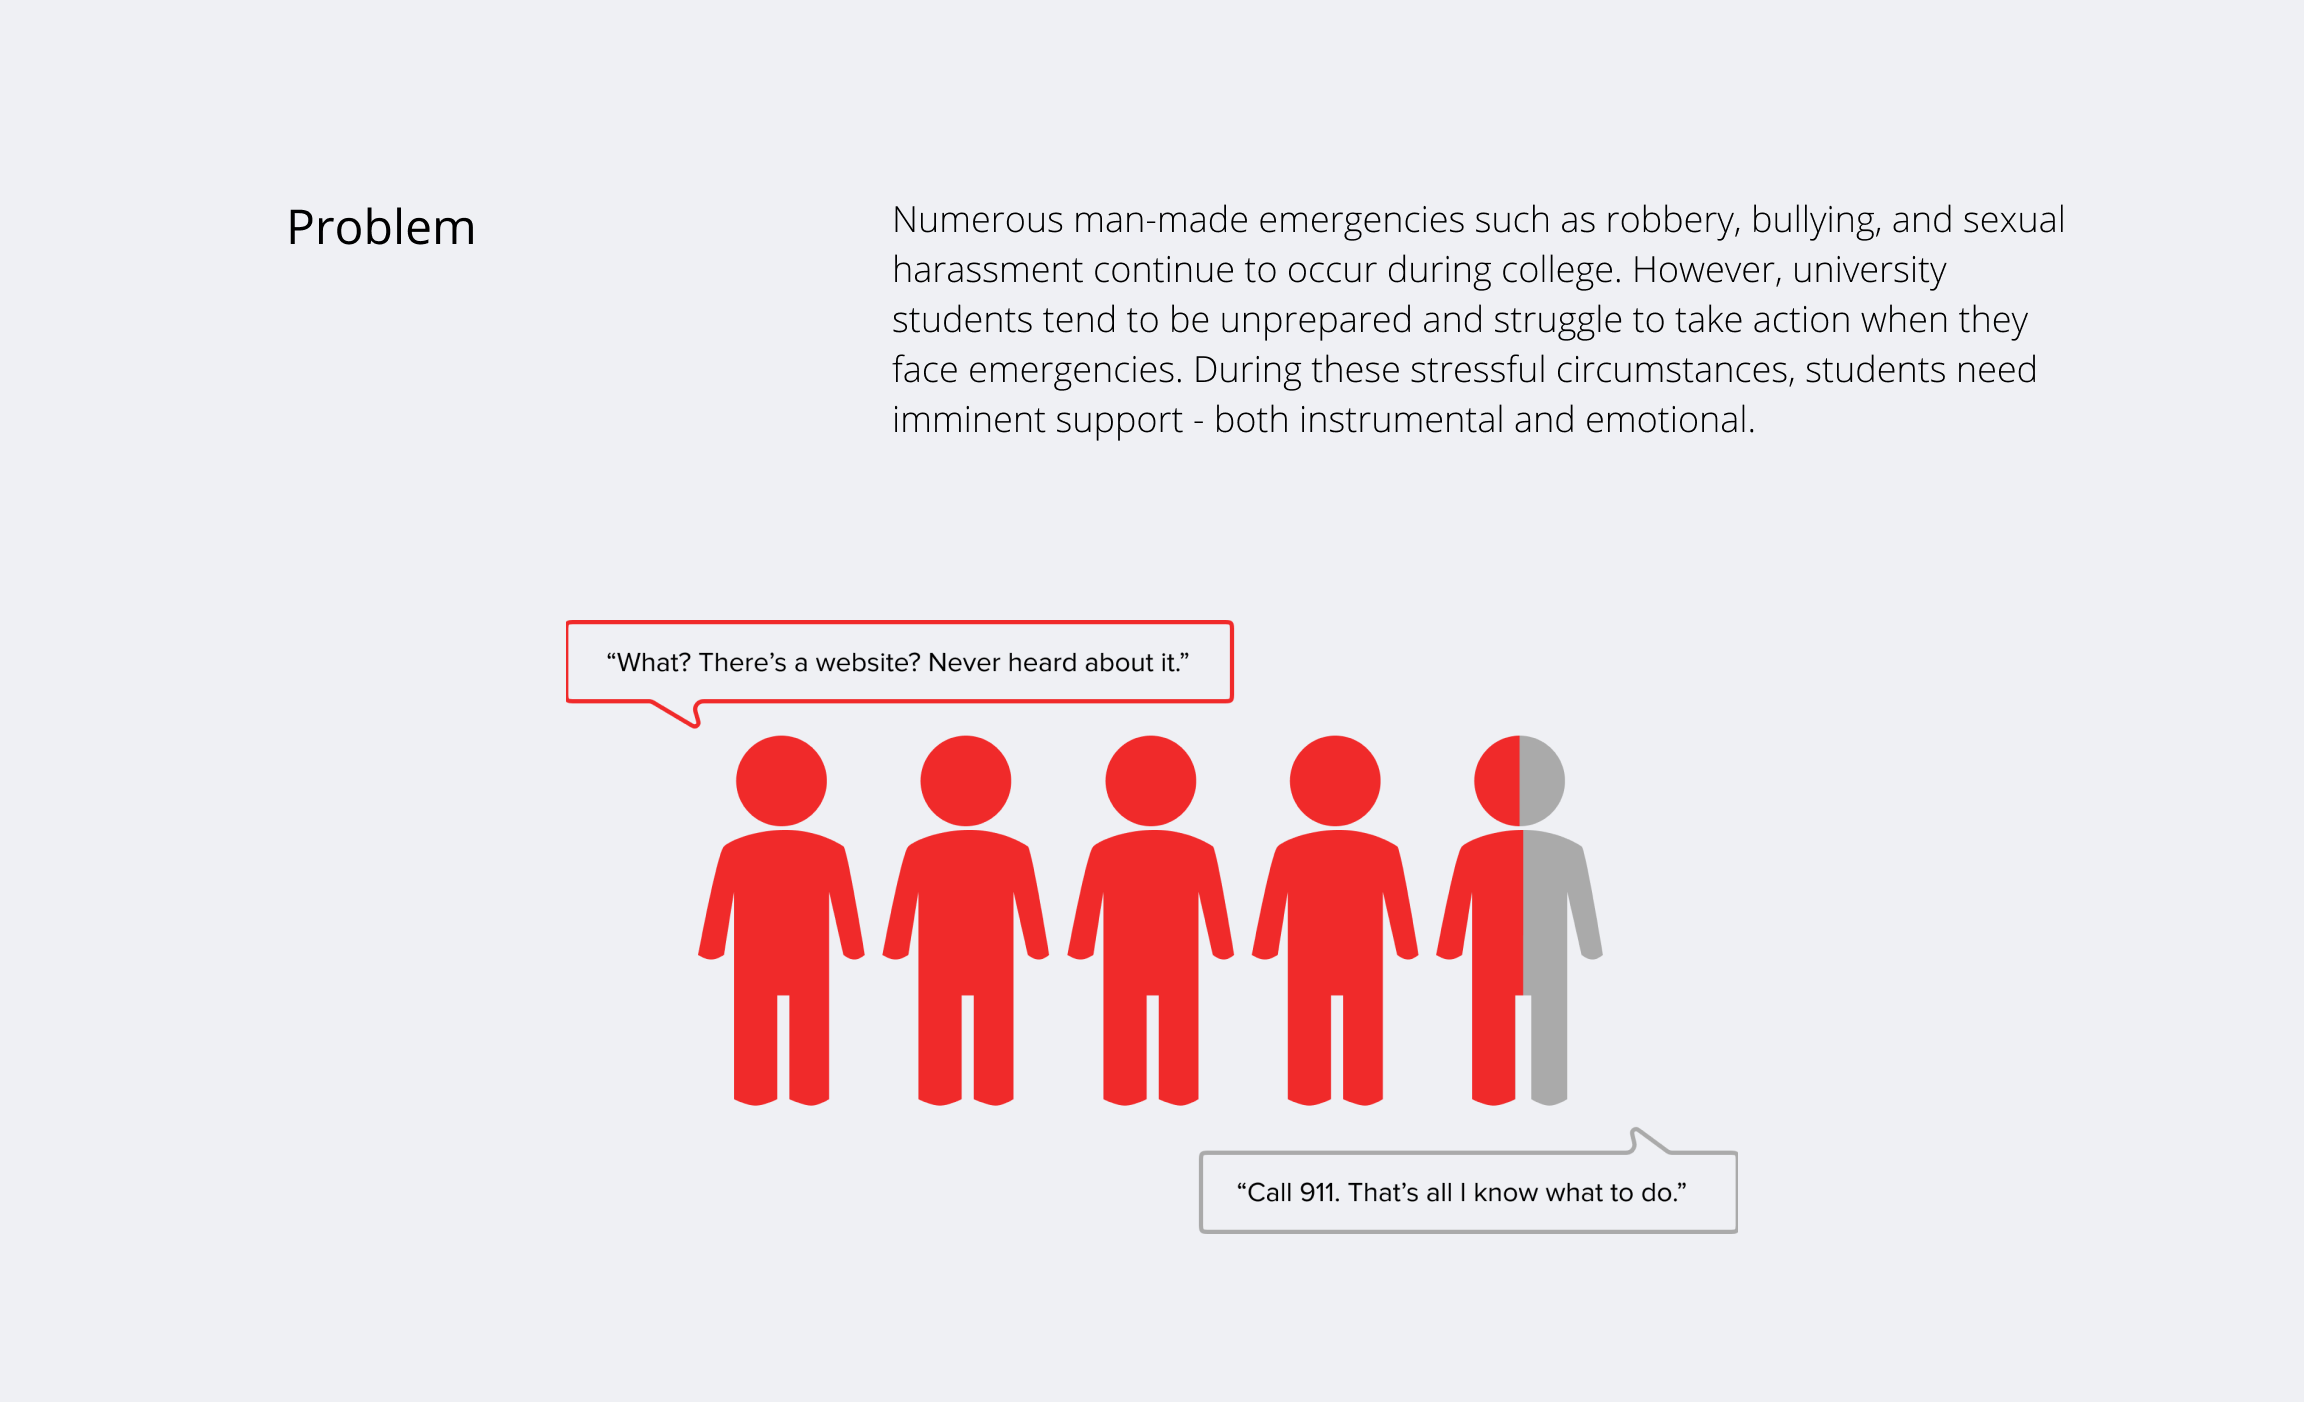 Problem
Numerous man-made emergencies such as robbery, bullying, and sexual
harassment continue to occur during college. However, university
students tend to be unprepared and struggle to take action when they
face emergencies. During these stressful circumstances, students need
imminent support - both instrumental and emotional.
“What? There’s a website? Never heard about it.”
“Call 911. That’s all I know what to do.”